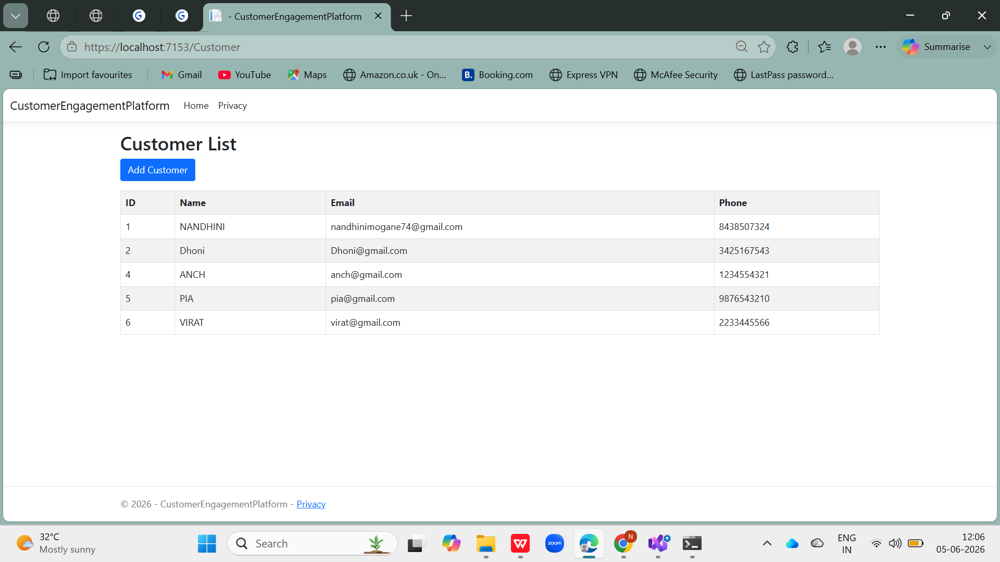 - CustomerEngagementPlatform
https://localhost:7153/Customer
Summarise
Import favourites
Gmail
YouTube
Maps
Amazon.co.uk - On...
B. Booking.com
Express VPN
McAfee Security
LastPass password...
CustomerEngagementPlatform Home Privacy
Customer List
Add Customer
ID Name Email Phone
1 NANDHINI nandhinimogane74@gmail.com 8438507324
2 Dhoni Dhoni@gmail.com 3425167543
4 ANCH anch@gmail.com 1234554321
5 PIA pia@gmail.com 9876543210
6 VIRAT virat@gmail.com 2233445566
© 2026 - CustomerEngagementPlatform - Privacy
32°C
Mostly sunny
Search
W
zoom
N
ENG
IN
12:06
05-06-2026